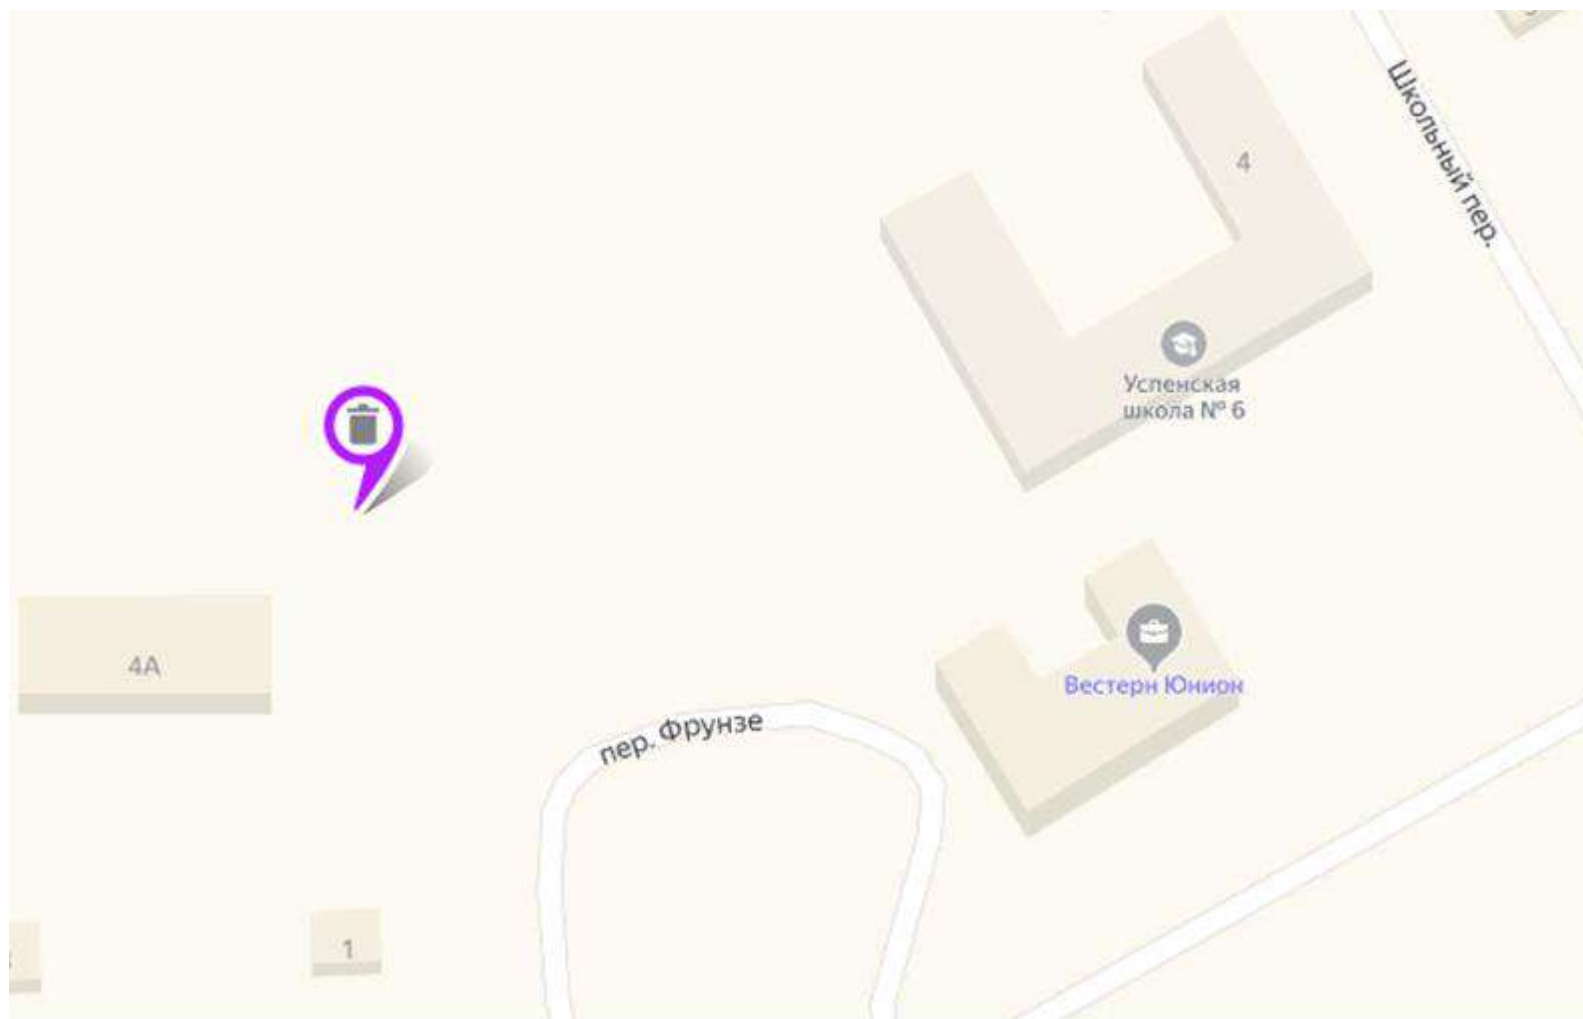 Школьный пер.
4
Успенская
школа № 6
4А
Вестерн Юнион
пер. Фрунзе
1